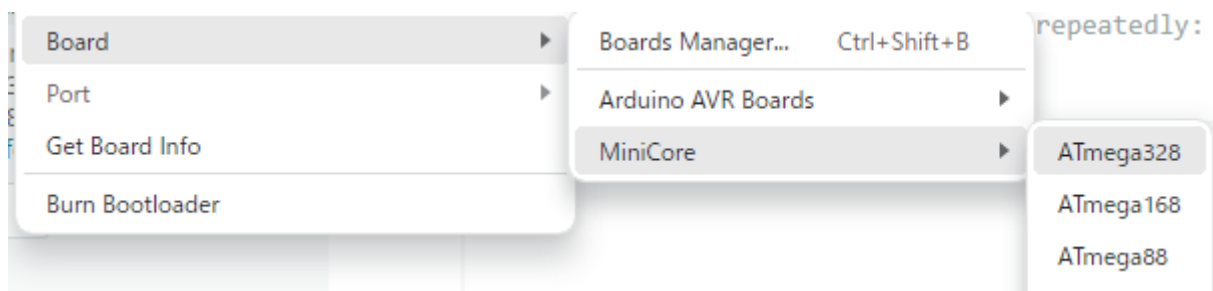 repeatedly:
Board
Boards Manager... Ctrl+Shift+B
Port
Arduino AVR Boards
Get Board Info
MiniCore
ATmega328
Burn Bootloader
ATmega168
ATmega88